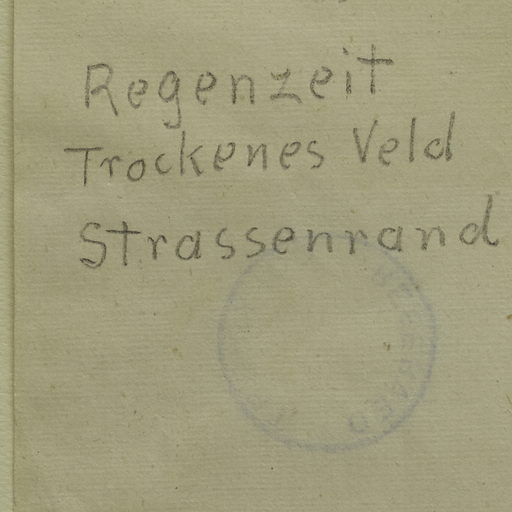 Regenzeit
Trockenes Veld
Strassenrand